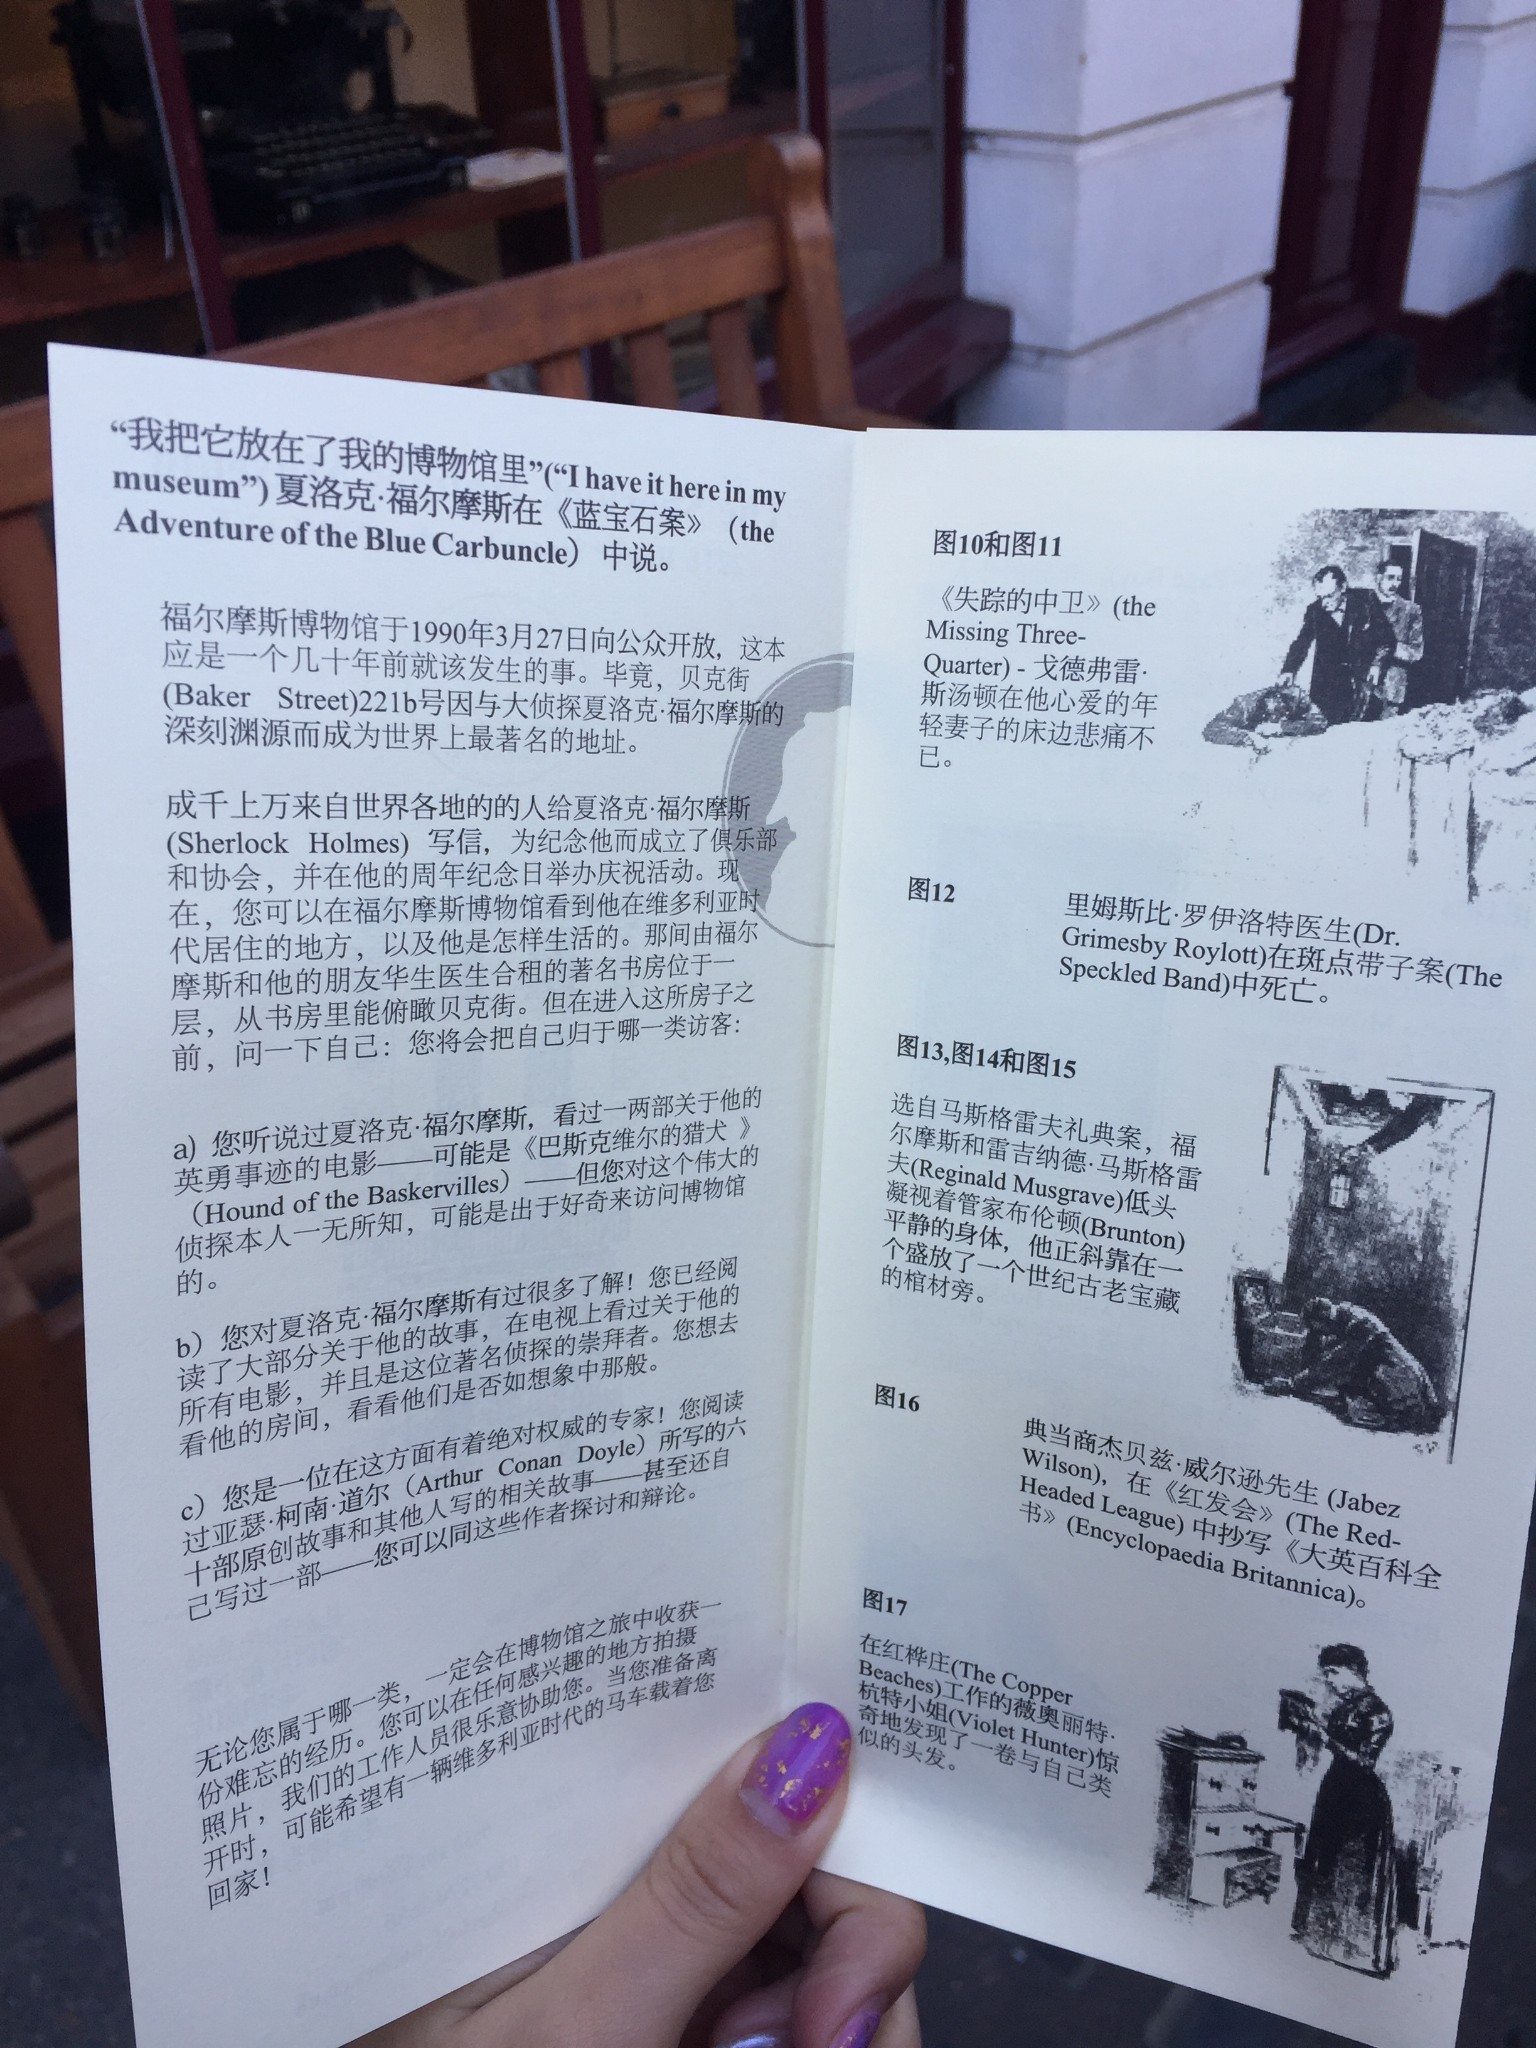 “我把它放在了我的博物馆里”(“I have it here in my
museum”) 夏洛克·福尔摩斯在《蓝宝石案》（the
Adventure of the Blue Carbuncle）中说。
福尔摩斯博物馆于1990年3月27日向公众开放，这本
应是一个几十年前就该发生的事。毕竟，贝克街
(Baker Street)221b号因与大侦探夏洛克·福尔摩斯的
深刻渊源而成为世界上最著名的地址。
成千上万来自世界各地的的人给夏洛克·福尔摩斯
(Sherlock Holmes) 写信，为纪念他而成立了俱乐部
和协会，并在他的周年纪念日举办庆祝活动。现
在，您可以在福尔摩斯博物馆看到他在维多利亚时
代居住的地方，以及他是怎样生活的。那间由福尔
摩斯和他的朋友华生医生合租的著名书房位于一
层，从书房里能俯瞰贝克街。但在进入这所房子之
前，问一下自己：您将会把自己归于哪一类访客：
a) 您听说过夏洛克·福尔摩斯，看过一两部关于他的
英勇事迹的电影——可能是《巴斯克维尔的猎犬 》
（Hound of the Baskervilles）——但您对这个伟大的
侦探本人一无所知，可能是出于好奇来访问博物馆
的。
b）您对夏洛克·福尔摩斯有过很多了解！您已经阅
读了大部分关于他的故事，在电视上看过关于他的
所有电影，并且是这位著名侦探的崇拜者。您想去
看他的房间，看看他们是否如想象中那般。
c）您是一位在这方面有着绝对权威的专家！您阅读
过亚瑟·柯南·道尔（Arthur Conan Doyle）所写的六
十部原创故事和其他人写的相关故事——甚至还自
己写过一部——您可以同这些作者探讨和辩论。
无论您属于哪一类，一定会在博物馆之旅中收获一
份难忘的经历。您可以在任何感兴趣的地方拍摄
照片，我们的工作人员很乐意协助您。当您准备离
开时，可能希望有一辆维多利亚时代的马车载着您
回家！
图10和图11
《失踪的中卫》(the
Missing Three-
Quarter) - 戈德弗雷·
斯汤顿在他心爱的年
轻妻子的床边悲痛不
已。
图12
里姆斯比·罗伊洛特医生(Dr.
Grimesby Roylott)在斑点带子案(The
Speckled Band)中死亡。
图13,图14和图15
选自马斯格雷夫礼典案，福
尔摩斯和雷吉纳德·马斯格雷
夫(Reginald Musgrave)低头
凝视着管家布伦顿(Brunton)
平静的身体，他正斜靠在一
个盛放了一个世纪古老宝藏
的棺材旁。
图16
典当商杰贝兹·威尔逊先生 (Jabez
Wilson)，在《红发会》(The Red-
Headed League) 中抄写《大英百科全
书》(Encyclopaedia Britannica)。
图17
在红桦庄(The Copper
Beaches)工作的薇奥丽特·
杭特小姐(Violet Hunter)惊
奇地发现了一卷与自己类
似的头发。